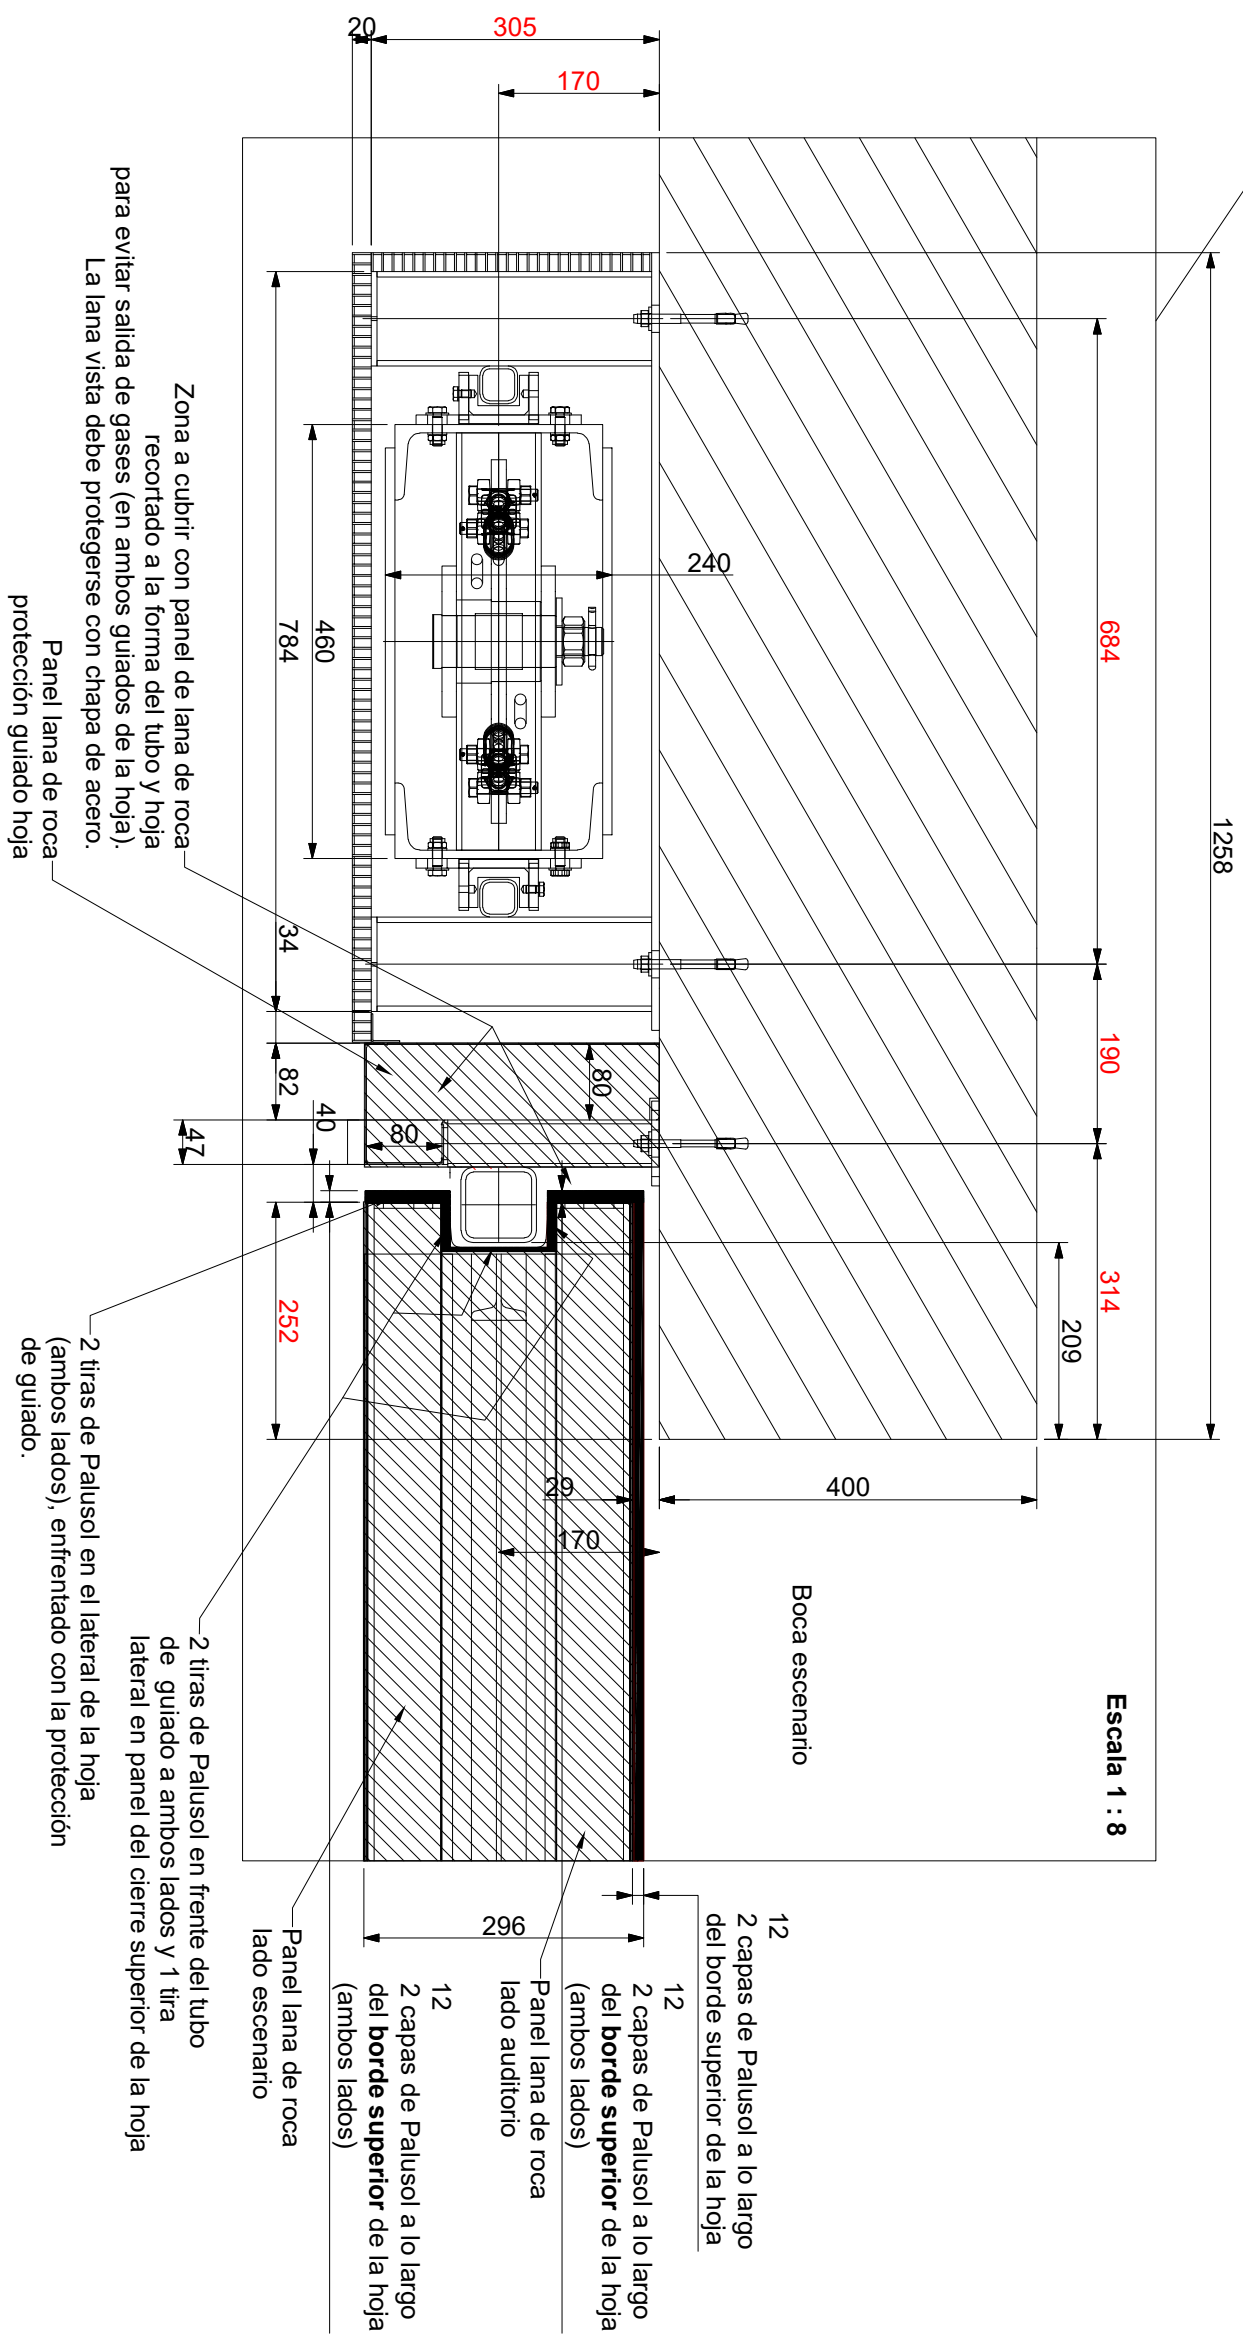 Escala 1 : 8
Boca escenario
1258
684
190
314
209
400
305
20
170
240
460
784
34
82
80
80
40
47
252
29
170
296
12
2 capas de Palusol a lo largo
del borde superior de la hoja
12
2 capas de Palusol a lo largo
del borde superior de la hoja
(ambos lados)
Panel lana de roca
lado auditorio
12
2 capas de Palusol a lo largo
del borde superior de la hoja
(ambos lados)
Panel lana de roca
lado escenario
2 tiras de Palusol en frente del tubo
de guiado a ambos lados y 1 tira
lateral en panel del cierre superior de la hoja
2 tiras de Palusol en el lateral de la hoja
(ambos lados), enfrentado con la protección
de guiado.
Zona a cubrir con panel de lana de roca
recortado a la forma del tubo y hoja
para evitar salida de gases (en ambos guiados de la hoja).
La lana vista debe protegerse con chapa de acero.
Panel lana de roca
protección guiado hoja